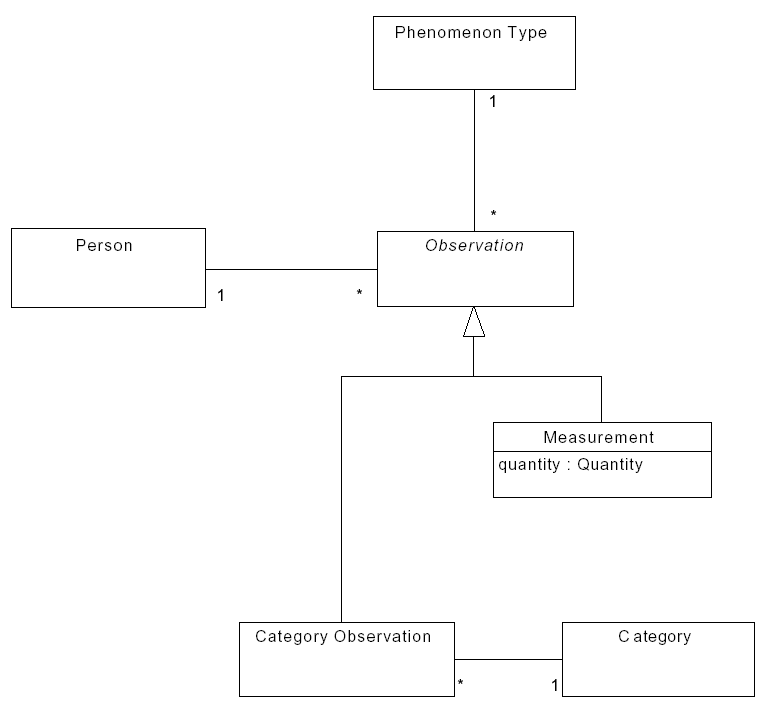 Phenomenon Type
1
*
Person
Observation
1
*
Measurement
quantity : Quantity
Category Observation
Category
*
1